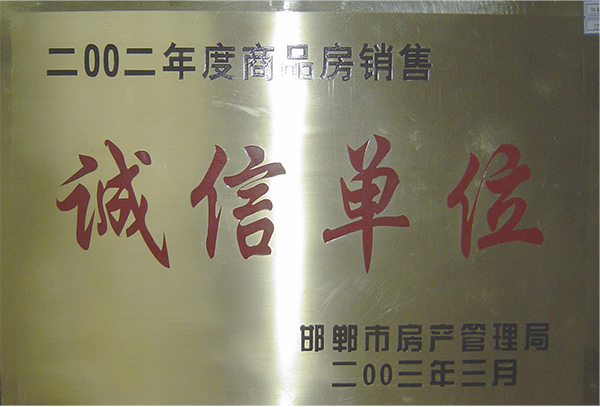 二00二年度商品房销售
诚信单位
邯郸市房产管理局
二00三年三月